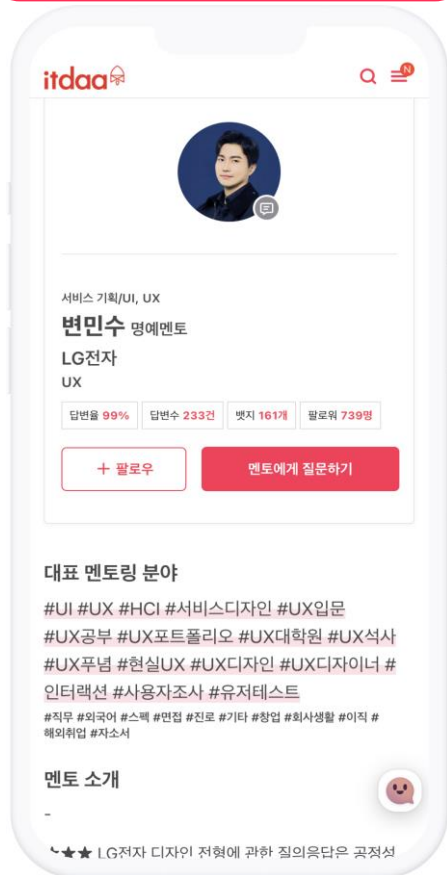 itdaa
N
서비스 기획/UI, UX
변민수 명예멘토
LG전자
UX
답변율 99% 답변수 233건 뱃지 161개 팔로워 739명
+ 팔로우 멘토에게 질문하기
대표 멘토링 분야
#UI #UX #HCI #서비스디자인 #UX입문
#UX공부 #UX포트폴리오 #UX대학원 #UX석사
#UX푸념 #현실UX #UX디자인 #UX디자이너 #
인터랙션 #사용자조사 #유저테스트
#직무 #외국어 #스펙 #면접 #진로 #기타 #창업 #회사생활 #이직 #
해외취업 #자소서
멘토 소개
-
★★★ LG전자 디자인 전형에 관한 질의응답은 공정성